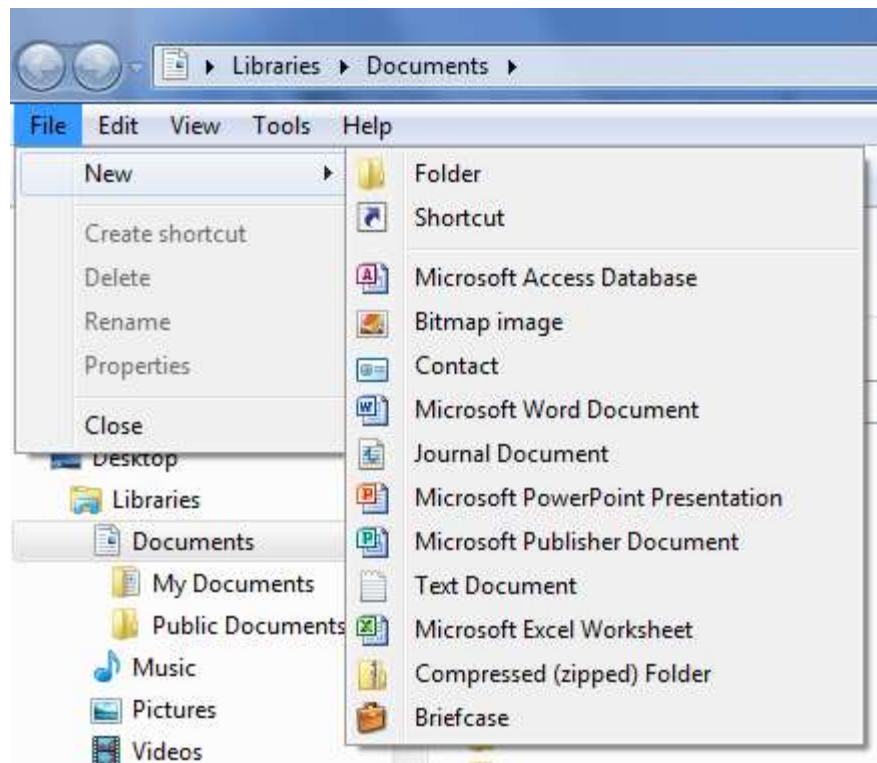 Libraries Documents
File Edit View Tools Help
New
Create shortcut
Delete
Rename
Properties
Close
Folder
Shortcut
Microsoft Access Database
Bitmap image
Contact
Microsoft Word Document
Journal Document
Microsoft PowerPoint Presentation
Microsoft Publisher Document
Text Document
Microsoft Excel Worksheet
Compressed (zipped) Folder
Briefcase
Desktop
Libraries
Documents
My Documents
Public Documents
Music
Pictures
Videos